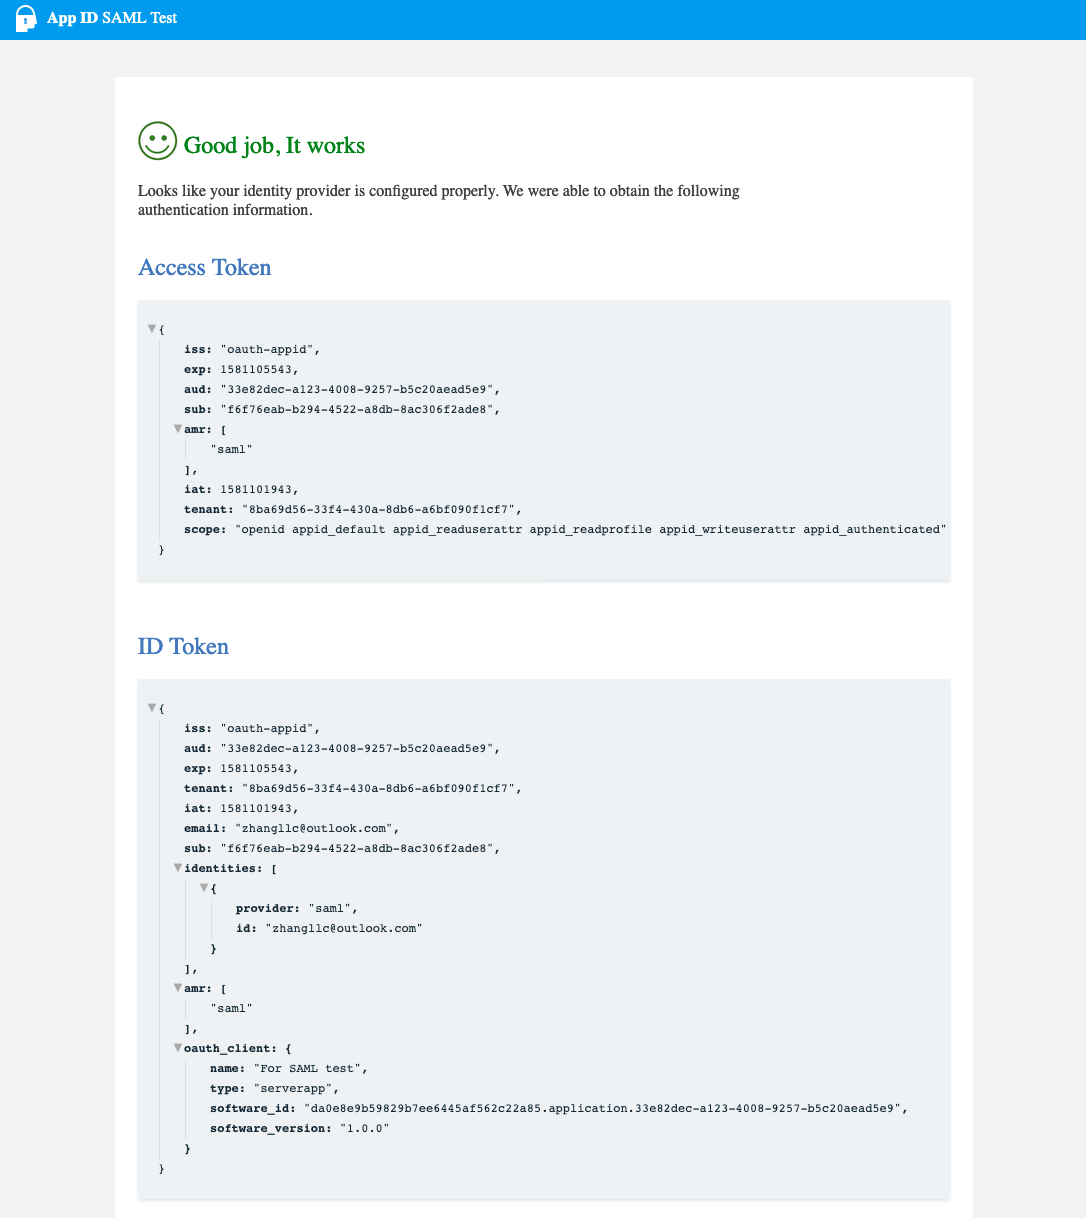 App ID SAML Test
Good job, It works
Looks like your identity provider is configured properly. We were able to obtain the following
authentication information.
Access Token
{
iss: "oauth-appid",
exp: 1581105543,
aud: "33e82dec-a123-4008-9257-b5c20aead5e9",
sub: "f6f76eab-b294-4522-a8db-8ac306f2ade8",
amr: [
"saml"
],
iat: 1581101943,
tenant: "8ba69d56-33f4-430a-8db6-a6bf090f1cf7",
scope: "openid appid_default appid_readuserattr appid_readprofile appid_writeuserattr appid_authenticated"
}
ID Token
{
iss: "oauth-appid",
aud: "33e82dec-a123-4008-9257-b5c20aead5e9",
exp: 1581105543,
tenant: "8ba69d56-33f4-430a-8db6-a6bf090f1cf7",
iat: 1581101943,
email: "zhangllc@outlook.com",
sub: "f6f76eab-b294-4522-a8db-8ac306f2ade8",
identities: [
{
provider: "saml",
id: "zhangllc@outlook.com"
}
],
amr: [
"saml"
],
oauth_client: {
name: "For SAML test",
type: "serverapp",
software_id: "da0e8e9b59829b7ee6445af562c22a85.application.33e82dec-a123-4008-9257-b5c20aead5e9",
software_version: "1.0.0"
}
}